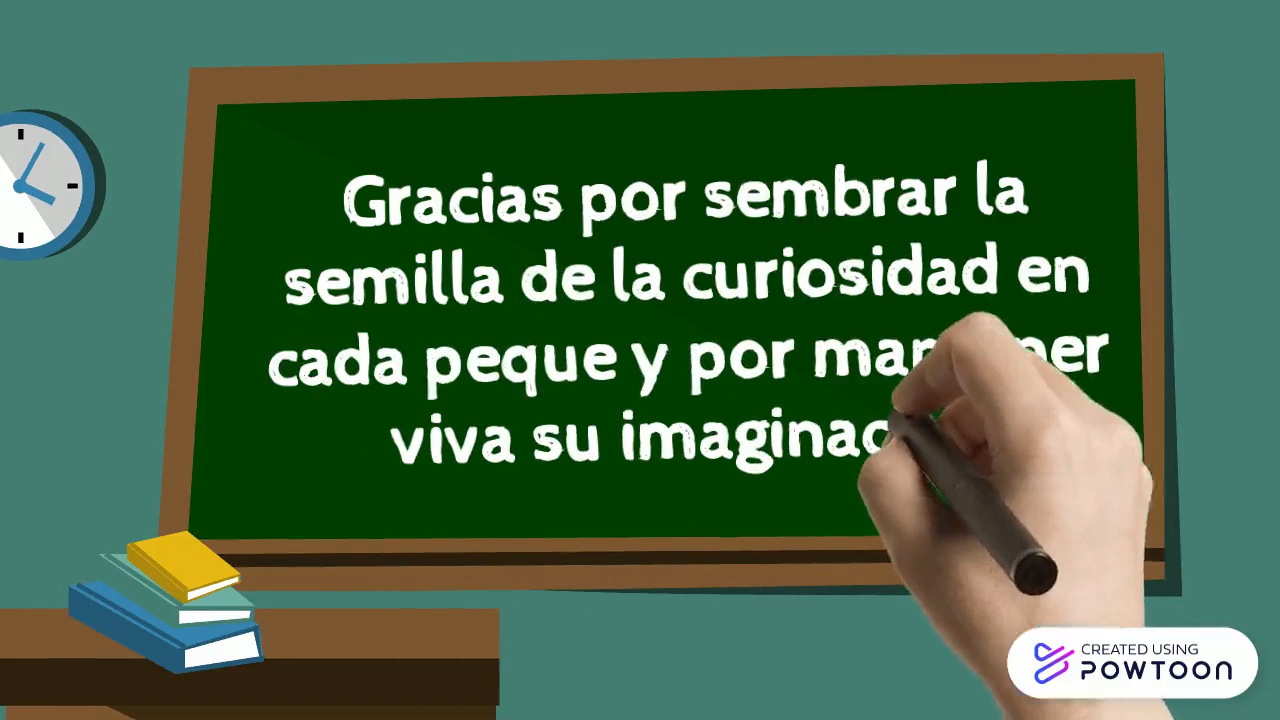 Gracias por sembrar la
semilla de la curiosidad en
cada peque y por
viva su
CREATED USING
POWTOON